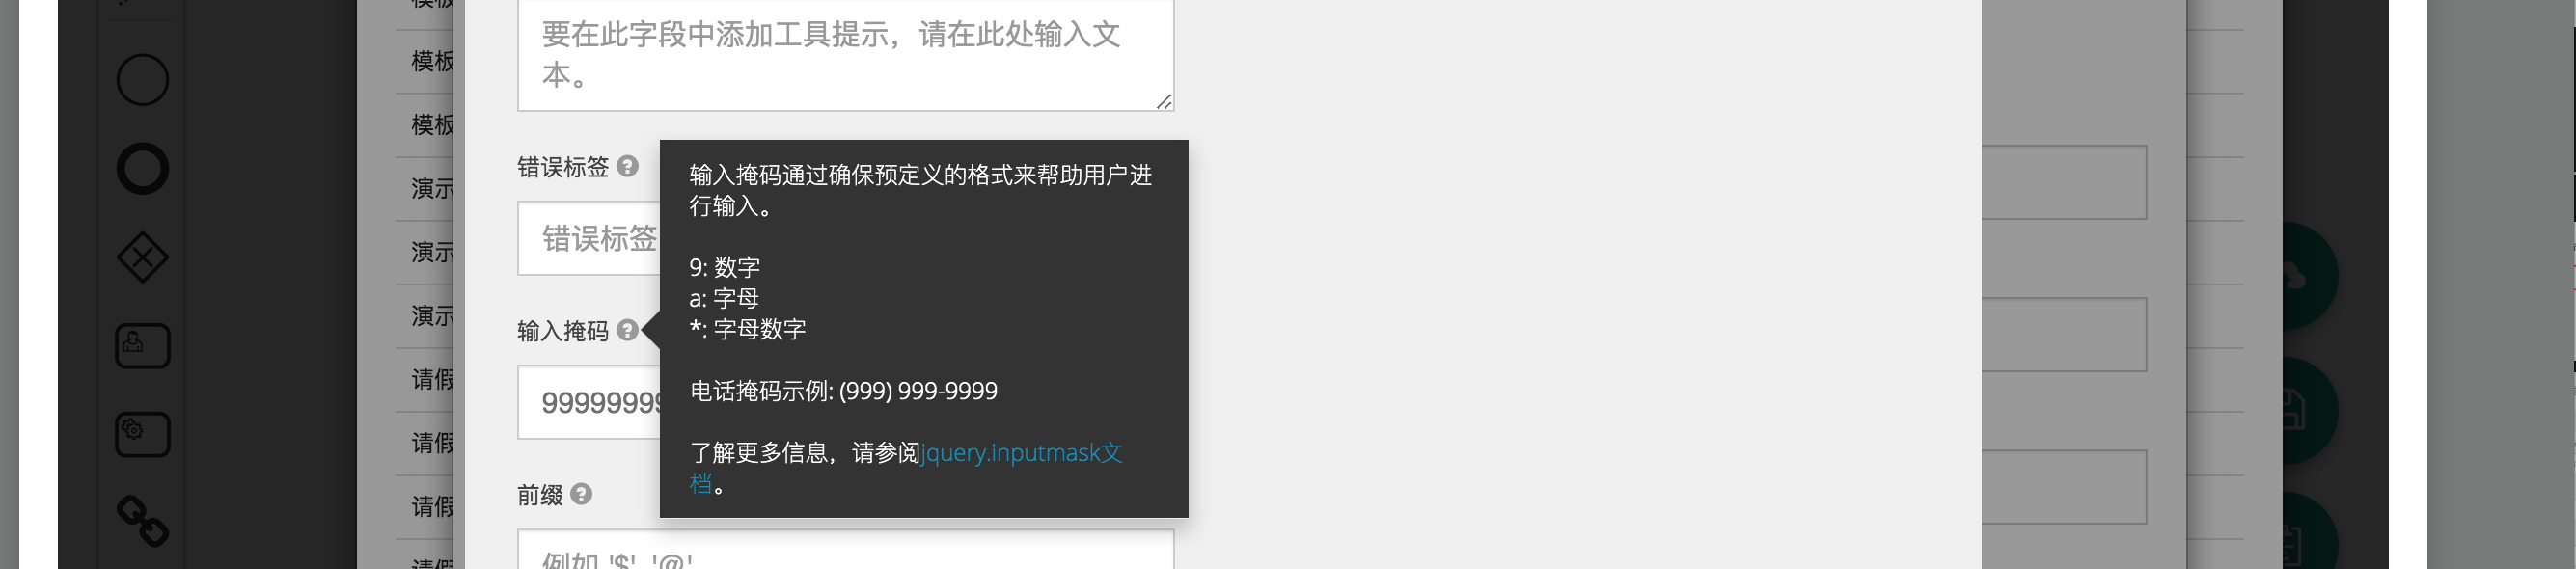 模板
模板
模板
演示
演示
演示
请假
请假
请假
请假
要在此字段中添加工具提示，请在此处输入文
本。
错误标签
错误标签
输入掩码
9999999
前缀
例如 '$' '@'
输入掩码通过确保预定义的格式来帮助用户进
行输入。
9: 数字
a: 字母
*: 字母数字
电话掩码示例: (999) 999-9999
了解更多信息，请参阅jquery.inputmask文
档。